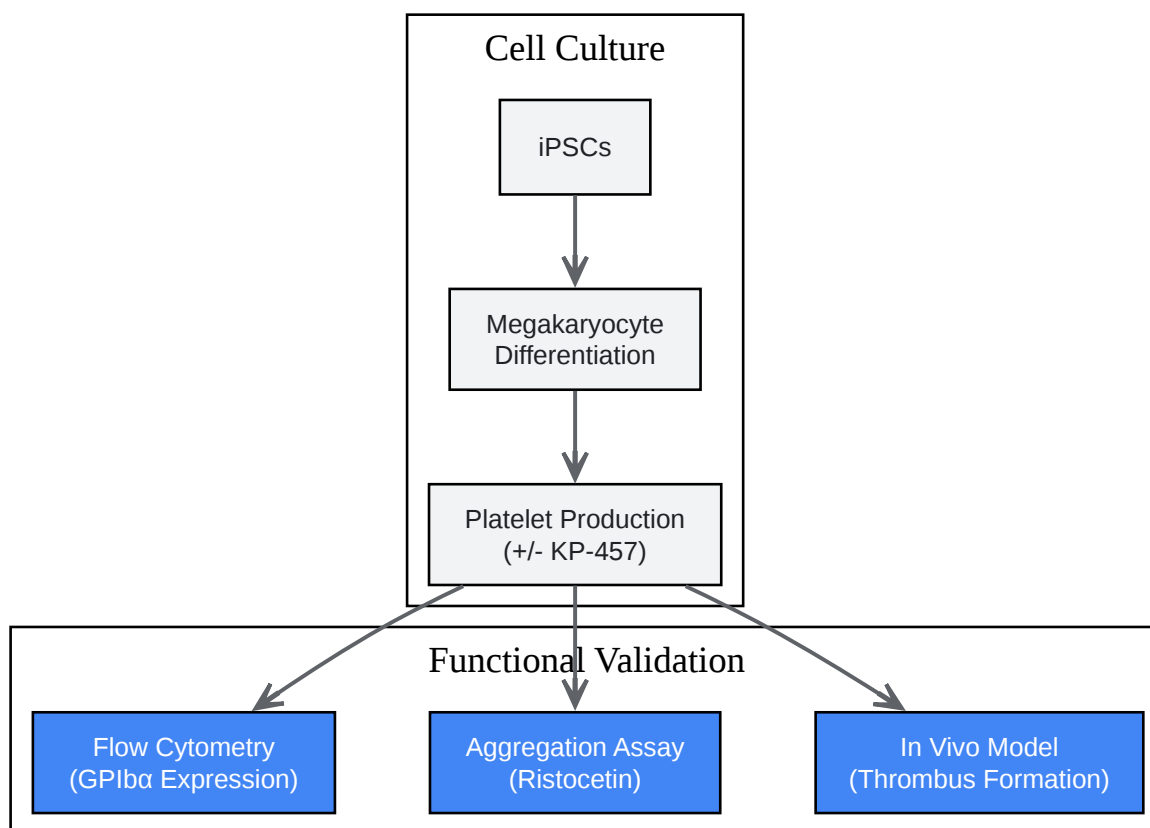 Cell Culture
iPSCs
Megakaryocyte
Differentiation
Platelet Production
(+/- KP-457)
Functional Validation
Flow Cytometry
(GPIbα Expression)
Aggregation Assay
(Ristocetin)
In Vivo Model
(Thrombus Formation)